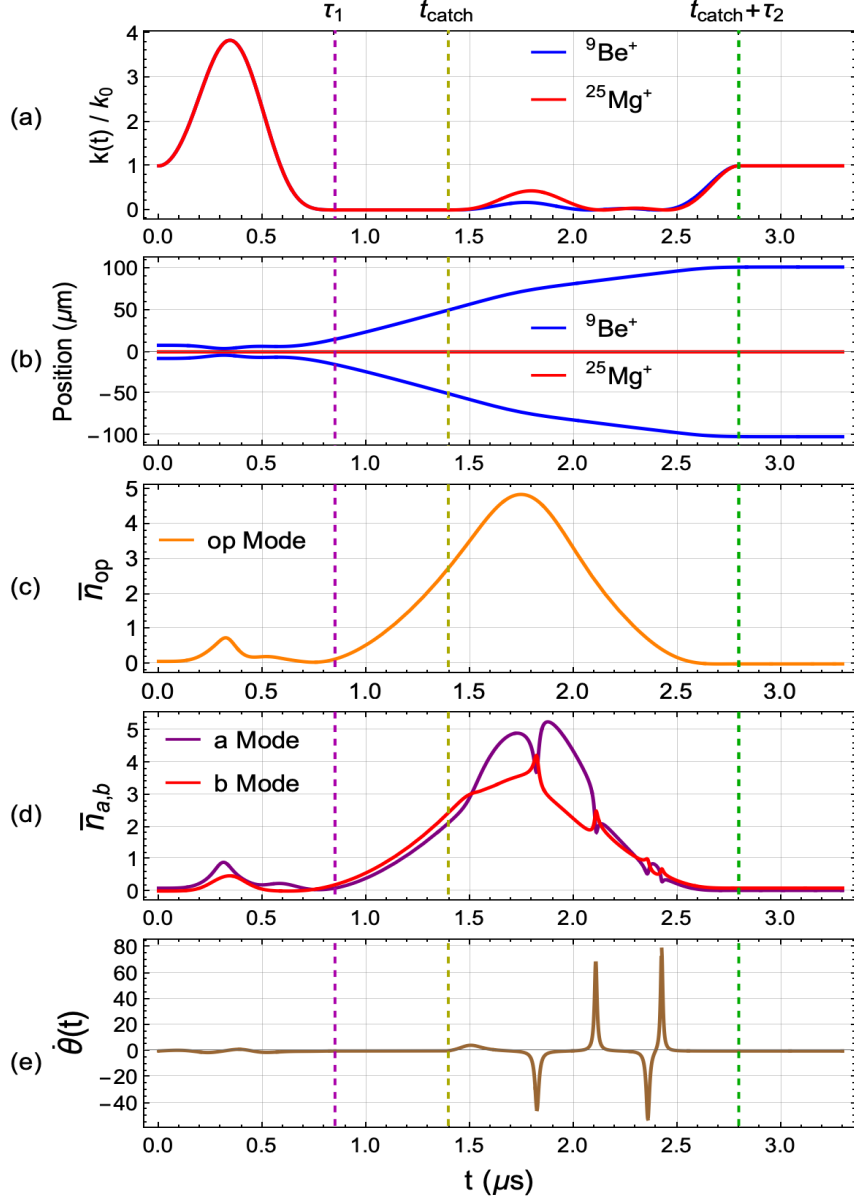 τ₁ t_catch t_catch+τ₂
(a)
k(t) / k₀
4
3
2
1
0
⁹Be⁺
²⁵Mg⁺
0.0 0.5 1.0 1.5 2.0 2.5 3.0
(b)
Position (μm)
100
50
0
−50
−100
⁹Be⁺
²⁵Mg⁺
0.0 0.5 1.0 1.5 2.0 2.5 3.0
(c)
n̄_op
5
4
3
2
1
0
op Mode
0.0 0.5 1.0 1.5 2.0 2.5 3.0
(d)
n̄_a,b
5
4
3
2
1
0
a Mode
b Mode
0.0 0.5 1.0 1.5 2.0 2.5 3.0
(e)
θ̇(t)
80
60
40
20
0
−20
−40
0.0 0.5 1.0 1.5 2.0 2.5 3.0
t (μs)